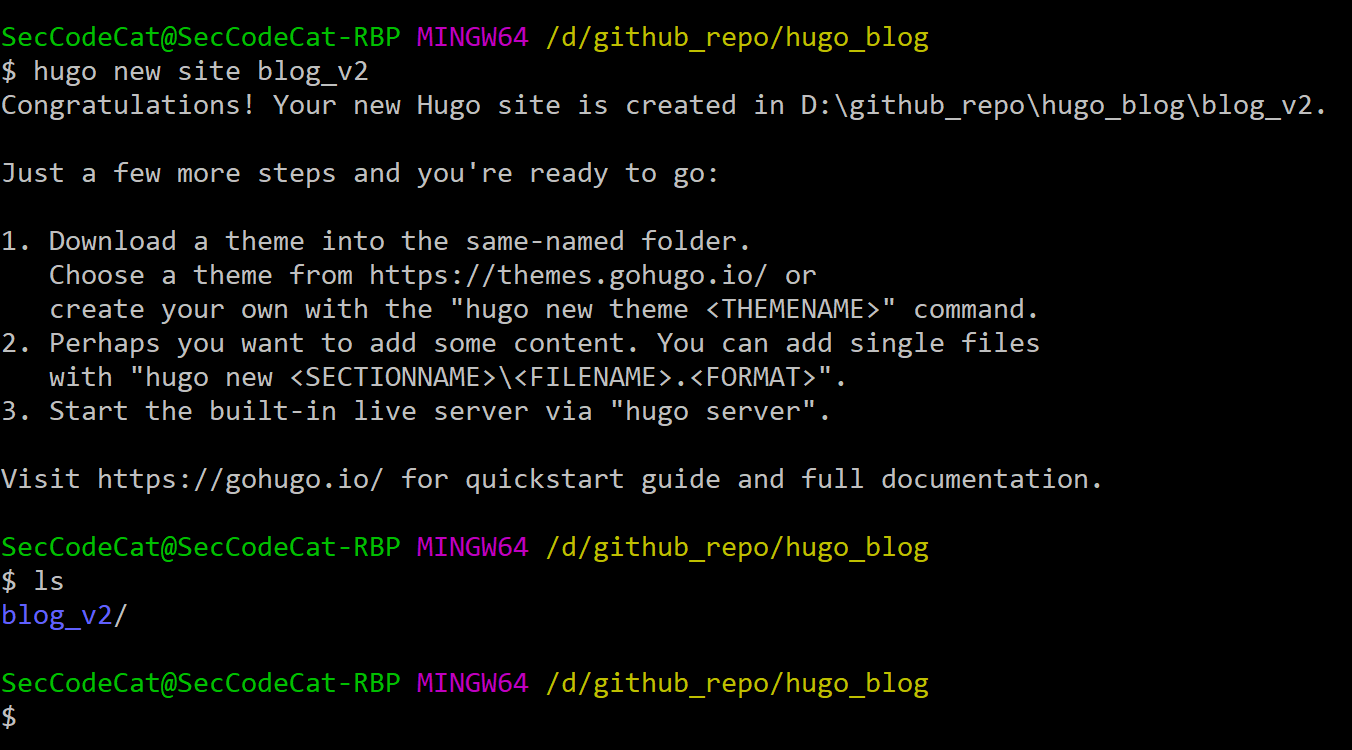 SecCodeCat@SecCodeCat-RBP MINGW64 /d/github_repo/hugo_blog
$ hugo new site blog_v2
Congratulations! Your new Hugo site is created in D:\github_repo\hugo_blog\blog_v2.

Just a few more steps and you're ready to go:

1. Download a theme into the same-named folder.
   Choose a theme from https://themes.gohugo.io/ or
   create your own with the "hugo new theme <THEMENAME>" command.
2. Perhaps you want to add some content. You can add single files
   with "hugo new <SECTIONNAME>\<FILENAME>.<FORMAT>".
3. Start the built-in live server via "hugo server".

Visit https://gohugo.io/ for quickstart guide and full documentation.

SecCodeCat@SecCodeCat-RBP MINGW64 /d/github_repo/hugo_blog
$ ls
blog_v2/

SecCodeCat@SecCodeCat-RBP MINGW64 /d/github_repo/hugo_blog
$